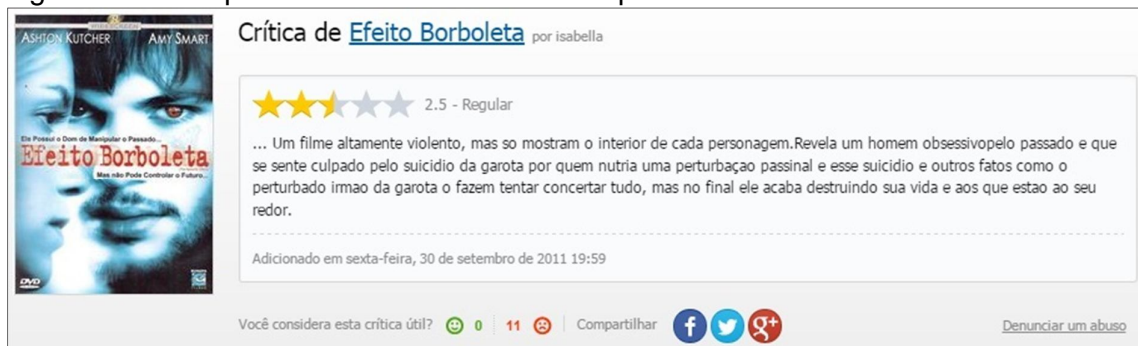 ASHTON KUTCHER AMY SMART
Ele Possui o Dom de Manipular o Passado...
Efeito Borboleta
Mas não Pode Controlar o Futuro...
DVD
Crítica de Efeito Borboleta por isabella
2.5 - Regular
... Um filme altamente violento, mas so mostram o interior de cada personagem.Revela um homem obsessivopelo passado e que
se sente culpado pelo suicidio da garota por quem nutria uma perturbaçao passinal e esse suicidio e outros fatos como o
perturbado irmao da garota o fazem tentar concertar tudo, mas no final ele acaba destruindo sua vida e aos que estao ao seu
redor.
Adicionado em sexta-feira, 30 de setembro de 2011 19:59
Você considera esta crítica útil? 0 11 Compartilhar f g+ Denunciar um abuso